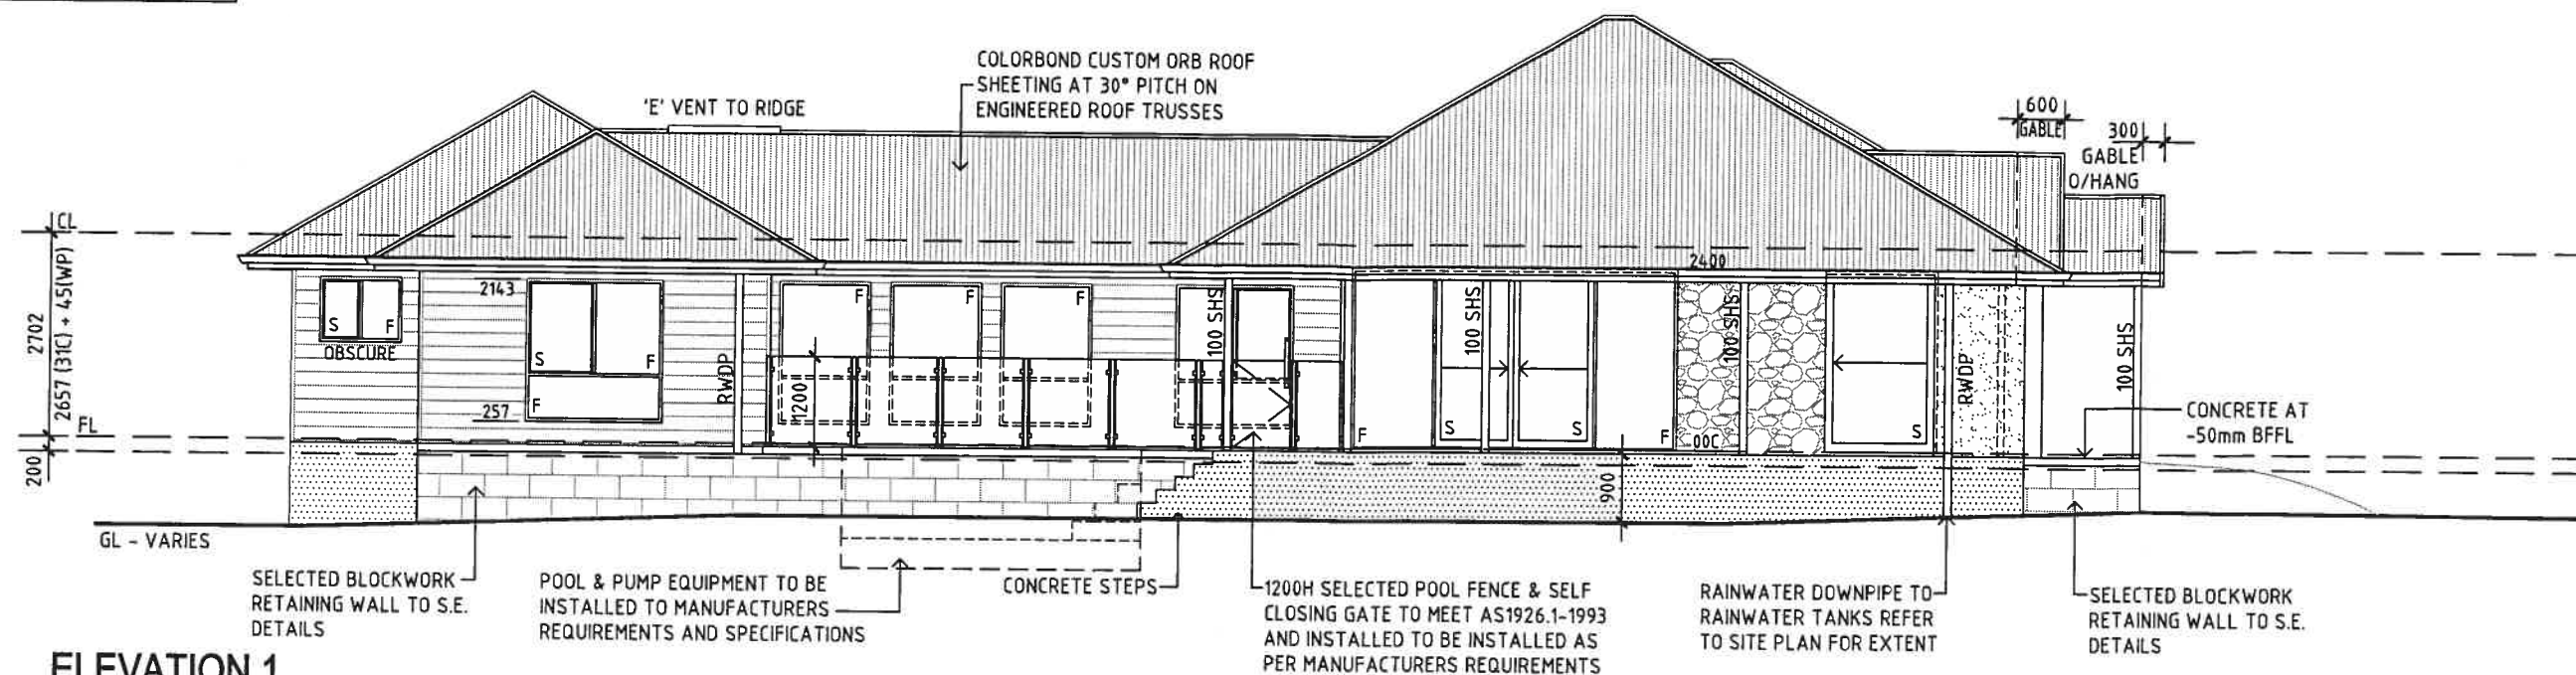 COLORBOND CUSTOM ORB ROOF
SHEETING AT 30° PITCH ON
ENGINEERED ROOF TRUSSES
'E' VENT TO RIDGE
600
GABLE
300
GABLE
O/HANG
CL
2702
2657 (31C) + 45(WP)
FL
200
S
F
OBSCURE
2143
S
F
257
F
RWDP
F
F
F
1200
100 SHS
2400
100 SHS
100 SHS
F
S
S
F
00C
S
RWDP
100 SHS
900
CONCRETE AT
-50mm BFFL
GL - VARIES
SELECTED BLOCKWORK
RETAINING WALL TO S.E.
DETAILS
POOL & PUMP EQUIPMENT TO BE
INSTALLED TO MANUFACTURERS
REQUIREMENTS AND SPECIFICATIONS
CONCRETE STEPS
1200H SELECTED POOL FENCE & SELF
CLOSING GATE TO MEET AS1926.1-1993
AND INSTALLED TO BE INSTALLED AS
PER MANUFACTURERS REQUIREMENTS
RAINWATER DOWNPIPE TO
RAINWATER TANKS REFER
TO SITE PLAN FOR EXTENT
SELECTED BLOCKWORK
RETAINING WALL TO S.E.
DETAILS
ELEVATION 1